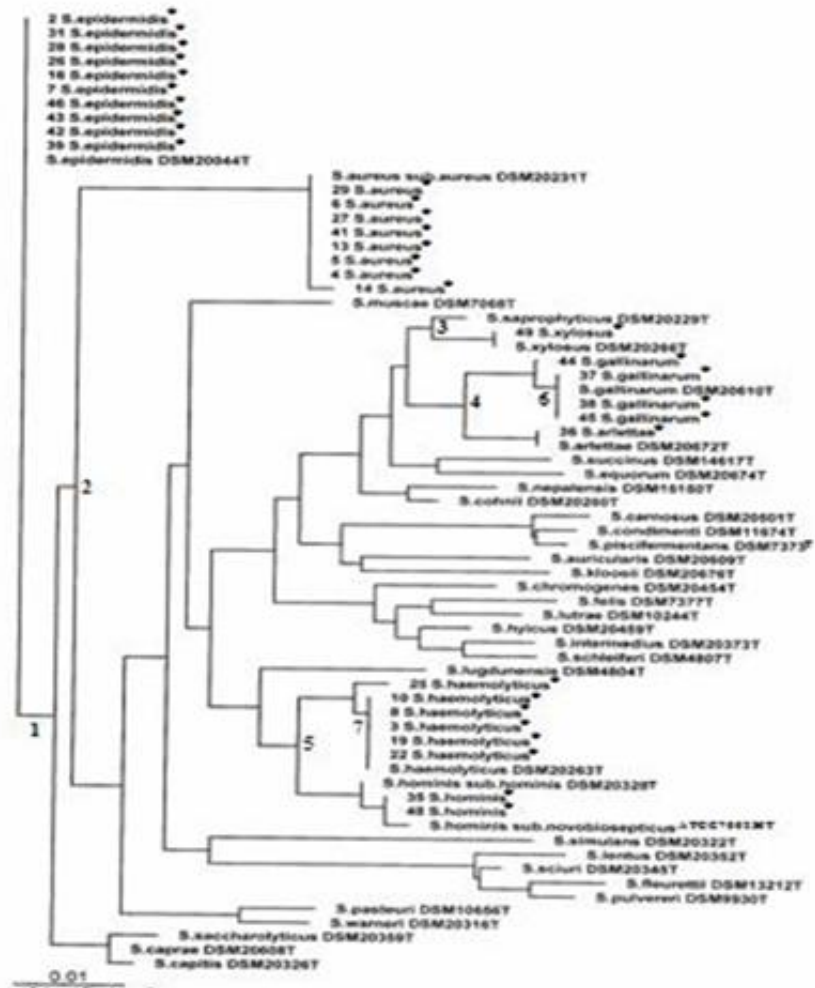 2 S.epidermidis
31 S.epidermidis
28 S.epidermidis
26 S.epidermidis
16 S.epidermidis
7 S.epidermidis
46 S.epidermidis
43 S.epidermidis
42 S.epidermidis
39 S.epidermidis
S.epidermidis DSM20044T
S.aureus sub.aureus DSM20231T
29 S.aureus
6 S.aureus
27 S.aureus
41 S.aureus
13 S.aureus
5 S.aureus
4 S.aureus
14 S.aureus
S.muscae DSM7068T
S.saprophyticus DSM20229T
3
49 S.xylosus
S.xylosus DSM20266T
44 S.gallinarum
37 S.gallinarum
S.gallinarum DSM20610T
4
6
38 S.gallinarum
45 S.gallinarum
36 S.arlettae
S.arlettae DSM20672T
S.succinus DSM14617T
S.equorum DSM20674T
2
S.nepalensis DSM15150T
S.cohnii DSM20260T
S.carnosus DSM20501T
S.condimenti DSM11674T
S.piscifermentans DSM7373T
S.auricularis DSM20609T
S.kloosii DSM20676T
S.chromogenes DSM20454T
S.felis DSM7377T
S.lutrae DSM10244T
S.hyicus DSM20459T
S.intermedius DSM20373T
S.schleiferi DSM4807T
S.lugdunensis DSM4804T
25 S.haemolyticus
10 S.haemolyticus
8 S.haemolyticus
3 S.haemolyticus
1
5
7
19 S.haemolyticus
22 S.haemolyticus
S.haemolyticus DSM20263T
S.hominis sub.hominis DSM20328T
35 S.hominis
48 S.hominis
S.hominis sub.novobiosepticus
S.simulans DSM20322T
S.lentus DSM20352T
S.sciuri DSM20345T
S.fleurettii DSM13212T
S.pulvereri DSM9930T
S.pasteuri DSM10656T
S.warneri DSM20316T
S.saccharolyticus DSM20359T
S.caprae DSM20608T
S.capitis DSM20326T
0.01